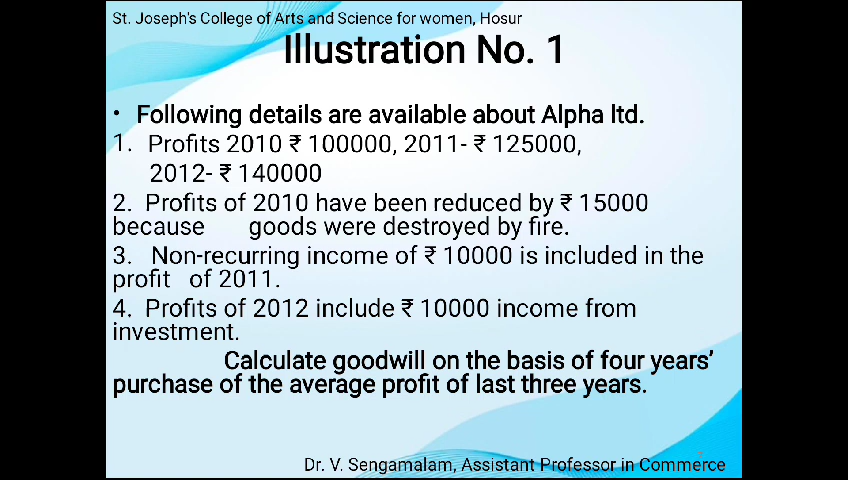 St. Joseph's College of Arts and Science for women, Hosur
Illustration No. 1
• Following details are available about Alpha ltd.
1. Profits 2010 ₹ 100000, 2011- ₹ 125000,
2012- ₹ 140000
2. Profits of 2010 have been reduced by ₹ 15000
because goods were destroyed by fire.
3. Non-recurring income of ₹ 10000 is included in the
profit of 2011.
4. Profits of 2012 include ₹ 10000 income from
investment.
Calculate goodwill on the basis of four years’
purchase of the average profit of last three years.
Dr. V. Sengamalam, Assistant Professor in Commerce